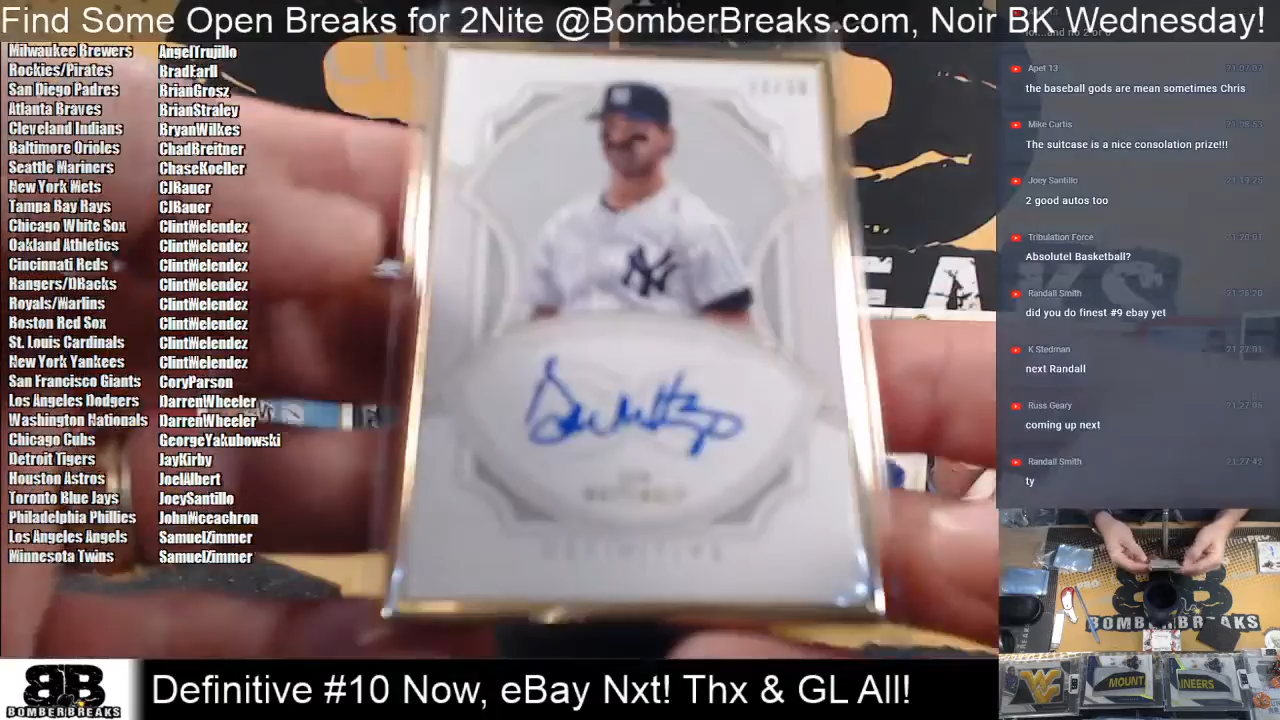 Find Some Open Breaks for 2Nite @BomberBreaks.com, Noir BK Wednesday!
Milwaukee Brewers AngelTrujillo
Rockies/Pirates BradEarll
San Diego Padres BrianGrosz
Atlanta Braves BrianStraley
Cleveland Indians BryanWilkes
Baltimore Orioles ChadBreitner
Seattle Mariners ChaseKoeller
New York Mets CJBauer
Tampa Bay Rays CJBauer
Chicago White Sox ClintMelendez
Oakland Athletics ClintMelendez
Cincinnati Reds ClintMelendez
Rangers/DBacks ClintMelendez
Royals/Marlins ClintMelendez
Boston Red Sox ClintMelendez
St. Louis Cardinals ClintMelendez
New York Yankees ClintMelendez
San Francisco Giants CoryParson
Los Angeles Dodgers DarrenWheeler
Washington Nationals DarrenWheeler
Chicago Cubs GeorgeYakubowski
Detroit Tigers JayKirby
Houston Astros JoelAlbert
Toronto Blue Jays JoeySantillo
Philadelphia Phillies JohnMceachron
Los Angeles Angels SamuelZimmer
Minnesota Twins SamuelZimmer
NY
DEFINITIVE
EAKS
Apet 13
the baseball gods are mean sometimes Chris
Mike Curtis
The suitcase is a nice consolation prize!!!
Joey Santillo
2 good autos too
Tribulation Force
Absolutel Basketball?
Randall Smith
did you do finest #9 ebay yet
K Stedman
next Randall
Russ Geary
coming up next
Randall Smith
ty
BOMBERBREAKS
MOUNT
INEERS
BB
BOMBERBREAKS
Definitive #10 Now, eBay Nxt! Thx & GL All!